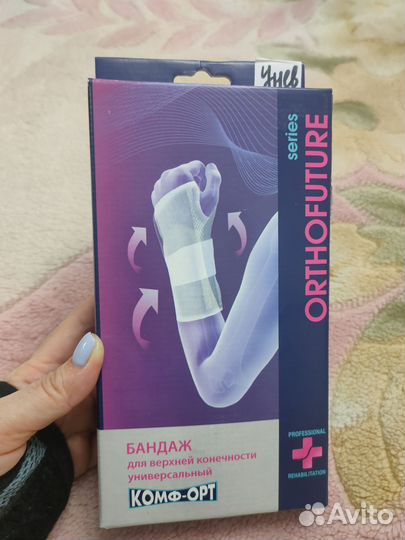 Унев
series
ORTHOFUTURE
БАНДАЖ
для верхней конечности
универсальный
КОМФ-ОРТ
PROFESSIONAL
REHABILITATION
Avito